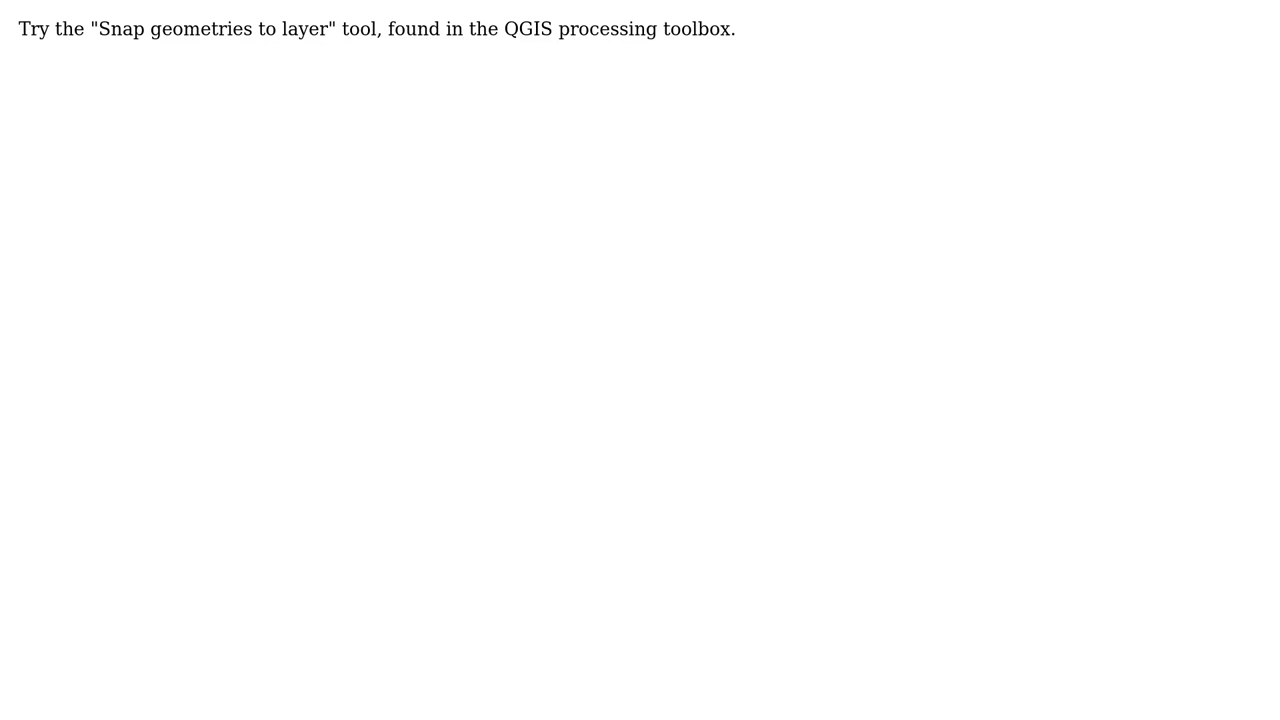 Try the "Snap geometries to layer" tool, found in the QGIS processing toolbox.